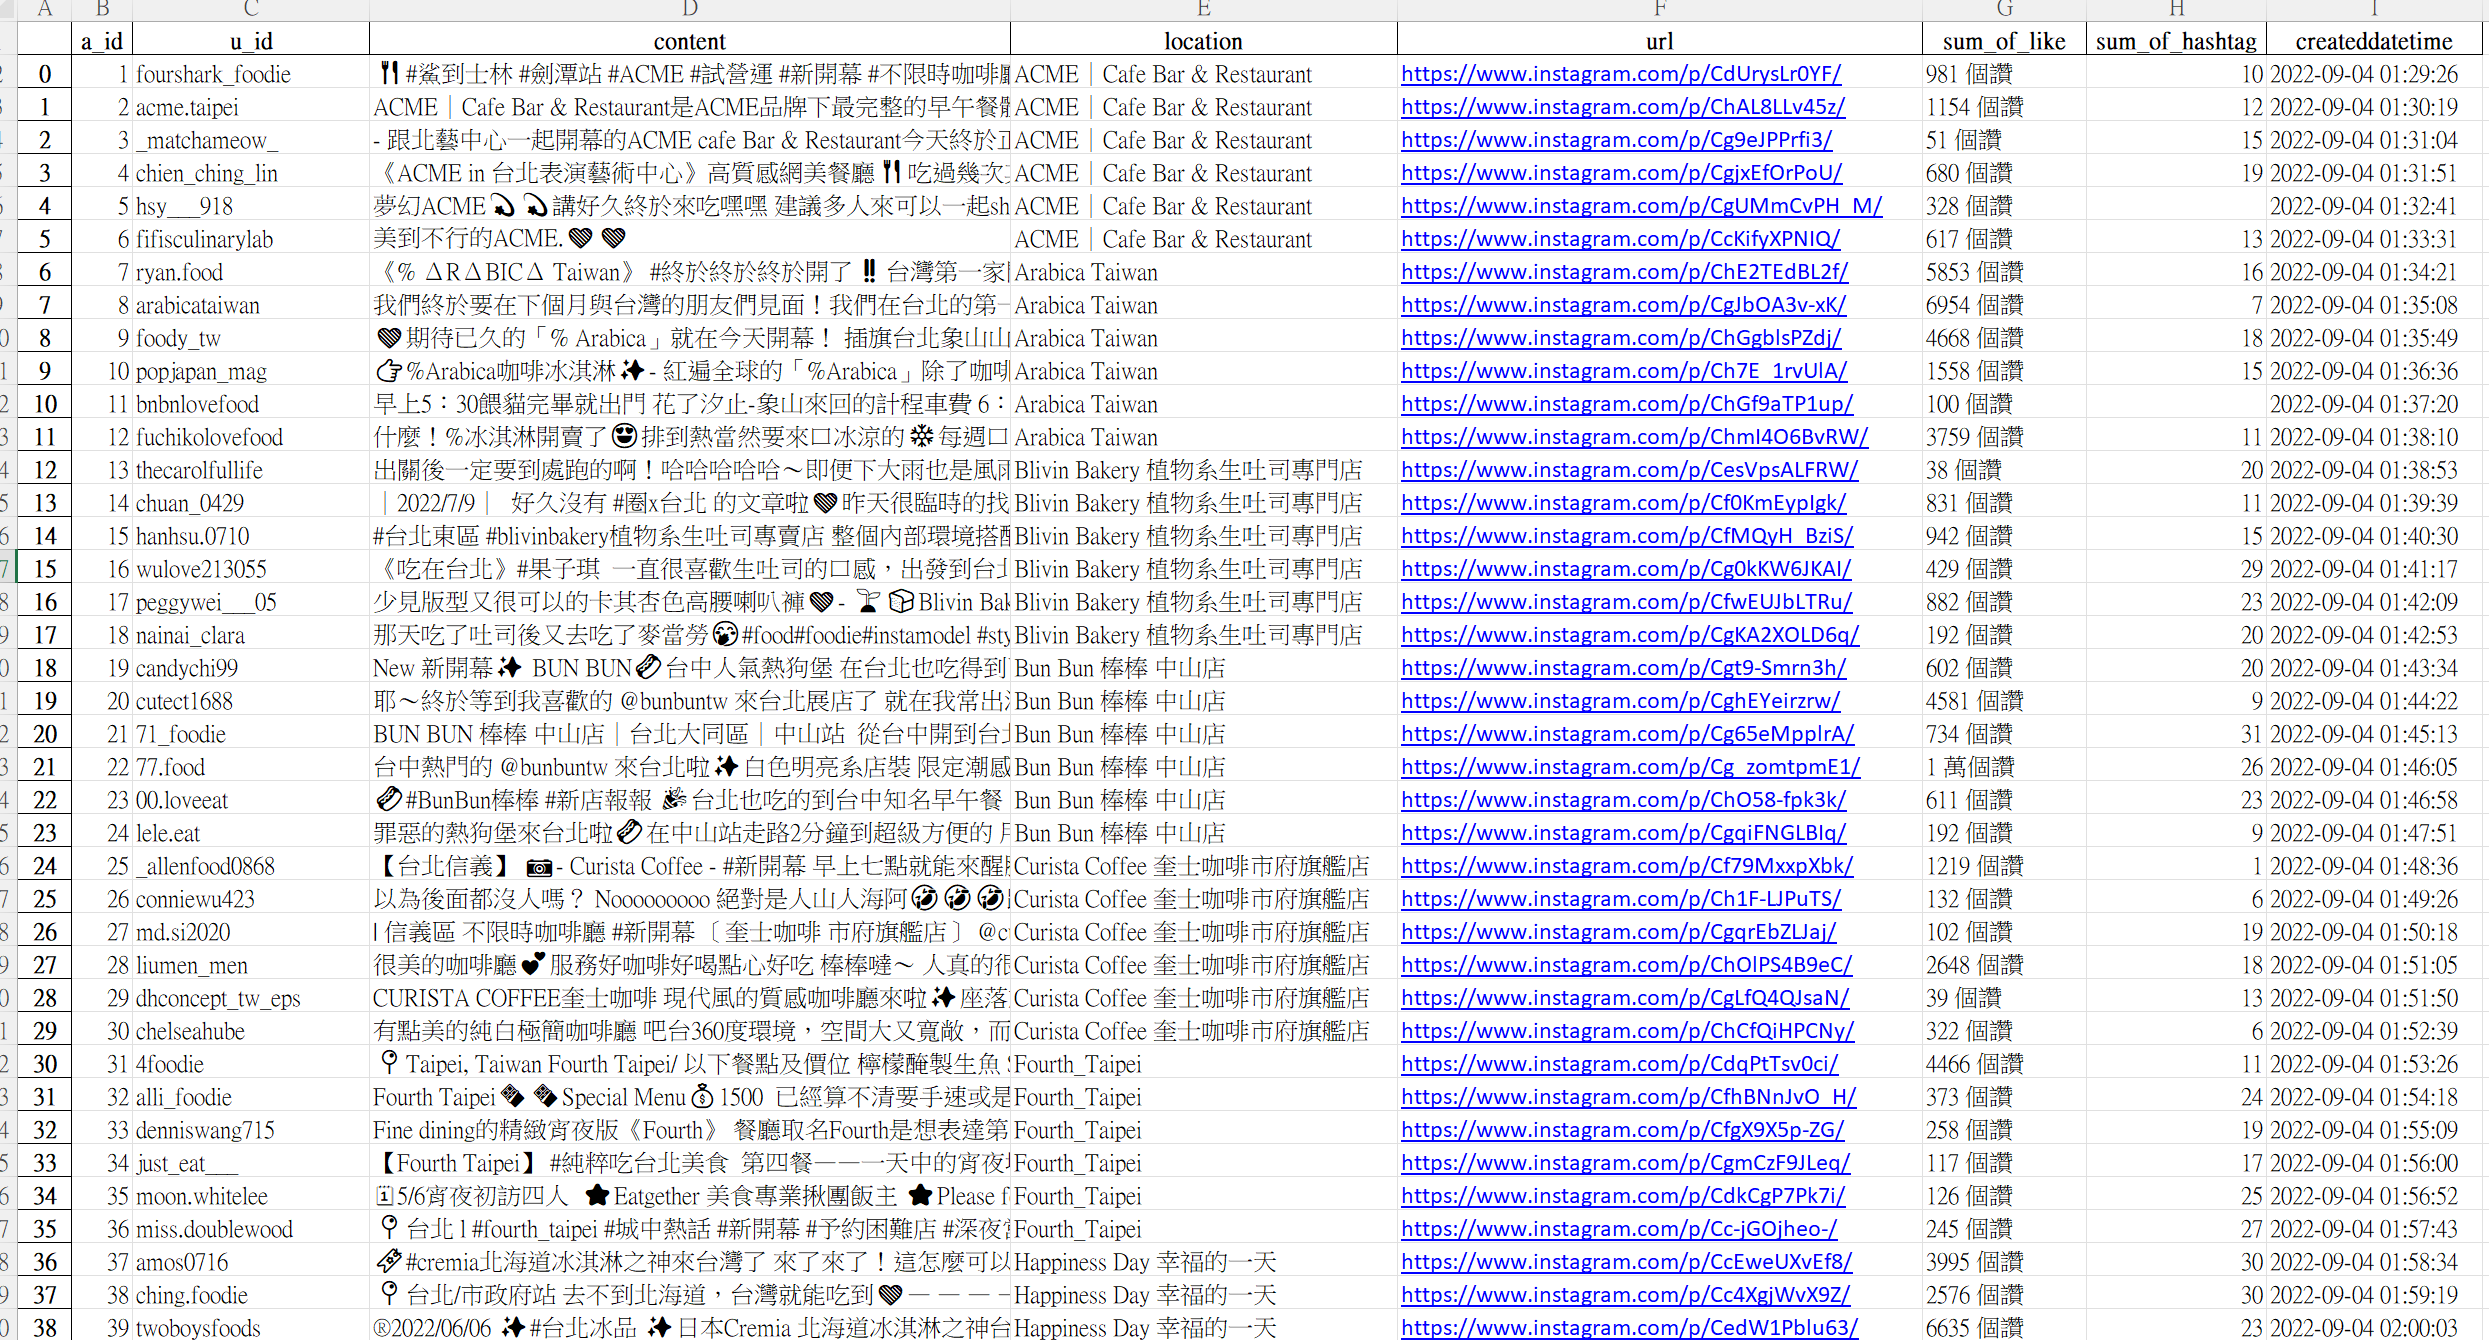 A B C D E F G H I
a_id u_id content location url sum_of_like sum_of_hashtag createddatetime
0 1 fourshark_foodie 🍴#鯊到士林 #劍潭站 #ACME #試營運 #新開幕 #不限時咖啡廳 ACME｜Cafe Bar & Restaurant https://www.instagram.com/p/CdUrysLr0YF/ 981 個讚 10 2022-09-04 01:29:26
1 2 acme.taipei ACME｜Cafe Bar & Restaurant是ACME品牌下最完整的早午餐體 ACME｜Cafe Bar & Restaurant https://www.instagram.com/p/ChAL8LLv45z/ 1154 個讚 12 2022-09-04 01:30:19
2 3 _matchameow_ - 跟北藝中心一起開幕的ACME cafe Bar & Restaurant今天終於正 ACME｜Cafe Bar & Restaurant https://www.instagram.com/p/Cg9eJPPrfi3/ 51 個讚 15 2022-09-04 01:31:04
3 4 chien_ching_lin 《ACME in 台北表演藝術中心》高質感網美餐廳🍴吃過幾次 ACME｜Cafe Bar & Restaurant https://www.instagram.com/p/CgjxEfOrPoU/ 680 個讚 19 2022-09-04 01:31:51
4 5 hsy___918 夢幻ACME💫 💫講好久終於來吃嘿嘿 建議多人來可以一起sh ACME｜Cafe Bar & Restaurant https://www.instagram.com/p/CgUMmCvPH_M/ 328 個讚 2022-09-04 01:32:41
5 6 fifisculinarylab 美到不行的ACME.🤎 🤎 ACME｜Cafe Bar & Restaurant https://www.instagram.com/p/CcKifyXPNIQ/ 617 個讚 13 2022-09-04 01:33:31
6 7 ryan.food 《% ΔRΔBICΔ Taiwan》 #終於終於終於開了‼ 台灣第一家 Arabica Taiwan https://www.instagram.com/p/ChE2TEdBL2f/ 5853 個讚 16 2022-09-04 01:34:21
7 8 arabicataiwan 我們終於要在下個月與台灣的朋友們見面！我們在台北的第一 Arabica Taiwan https://www.instagram.com/p/CgJbOA3v-xK/ 6954 個讚 7 2022-09-04 01:35:08
8 9 foody_tw 🤎期待已久的「% Arabica」就在今天開幕！ 插旗台北象山山 Arabica Taiwan https://www.instagram.com/p/ChGgblsPZdj/ 4668 個讚 18 2022-09-04 01:35:49
9 10 popjapan_mag 👉%Arabica咖啡冰淇淋✨- 紅遍全球的「%Arabica」除了咖啡 Arabica Taiwan https://www.instagram.com/p/Ch7E_1rvUlA/ 1558 個讚 15 2022-09-04 01:36:36
10 11 bnbnlovefood 早上5：30餵貓完畢就出門 花了汐止-象山來回的計程車費 6： Arabica Taiwan https://www.instagram.com/p/ChGf9aTP1up/ 100 個讚 2022-09-04 01:37:20
11 12 fuchikolovefood 什麼！%冰淇淋開賣了😍排到熱當然要來口冰涼的❄每週口 Arabica Taiwan https://www.instagram.com/p/ChmI4O6BvRW/ 3759 個讚 11 2022-09-04 01:38:10
12 13 thecarolfullife 出關後一定要到處跑的啊！哈哈哈哈哈～即便下大雨也是風雨 Blivin Bakery 植物系生吐司專門店 https://www.instagram.com/p/CesVpsALFRW/ 38 個讚 20 2022-09-04 01:38:53
13 14 chuan_0429 ｜2022/7/9｜ 好久沒有 #圈x台北 的文章啦🤎昨天很臨時的找 Blivin Bakery 植物系生吐司專門店 https://www.instagram.com/p/Cf0KmEypIgk/ 831 個讚 11 2022-09-04 01:39:39
14 15 hanhsu.0710 #台北東區 #blivinbakery植物系生吐司專賣店 整個內部環境搭配 Blivin Bakery 植物系生吐司專門店 https://www.instagram.com/p/CfMQyH_BziS/ 942 個讚 15 2022-09-04 01:40:30
15 16 wulove213055 《吃在台北》#果子琪 一直很喜歡生吐司的口感，出發到台北 Blivin Bakery 植物系生吐司專門店 https://www.instagram.com/p/Cg0kKW6JKAI/ 429 個讚 29 2022-09-04 01:41:17
16 17 peggywei___05 少見版型又很可以的卡其杏色高腰喇叭褲🤎- 🌱 🍞Blivin Bak Blivin Bakery 植物系生吐司專門店 https://www.instagram.com/p/CfwEUJbLTRu/ 882 個讚 23 2022-09-04 01:42:09
17 18 nainai_clara 那天吃了吐司後又去吃了麥當勞🤭#food#foodie#instamodel #sty Blivin Bakery 植物系生吐司專門店 https://www.instagram.com/p/CgKA2XOLD6q/ 192 個讚 20 2022-09-04 01:42:53
18 19 candychi99 New 新開幕✨ BUN BUN🌭台中人氣熱狗堡 在台北也吃得到 Bun Bun 棒棒 中山店 https://www.instagram.com/p/Cgt9-Smrn3h/ 602 個讚 20 2022-09-04 01:43:34
19 20 cutect1688 耶～終於等到我喜歡的 @bunbuntw 來台北展店了 就在我常出沒 Bun Bun 棒棒 中山店 https://www.instagram.com/p/CghEYeirzrw/ 4581 個讚 9 2022-09-04 01:44:22
20 21 71_foodie BUN BUN 棒棒 中山店｜台北大同區｜中山站 從台中開到台北 Bun Bun 棒棒 中山店 https://www.instagram.com/p/Cg65eMppIrA/ 734 個讚 31 2022-09-04 01:45:13
21 22 77.food 台中熱門的 @bunbuntw 來台北啦✨白色明亮系店裝 限定潮感 Bun Bun 棒棒 中山店 https://www.instagram.com/p/Cg_zomtpmE1/ 1 萬個讚 26 2022-09-04 01:46:05
22 23 00.loveeat 🌭#BunBun棒棒 #新店報報 🎉台北也吃的到台中知名早午餐 Bun Bun 棒棒 中山店 https://www.instagram.com/p/ChO58-fpk3k/ 611 個讚 23 2022-09-04 01:46:58
23 24 lele.eat 罪惡的熱狗堡來台北啦🌭在中山站走路2分鐘到超級方便的 Bun Bun 棒棒 中山店 https://www.instagram.com/p/CgqiFNGLBIq/ 192 個讚 9 2022-09-04 01:47:51
24 25 _allenfood0868 【台北信義】 📷- Curista Coffee - #新開幕 早上七點就能來醒 Curista Coffee 奎士咖啡市府旗艦店 https://www.instagram.com/p/Cf79MxxpXbk/ 1219 個讚 1 2022-09-04 01:48:36
25 26 conniewu423 以為後面都沒人嗎？ Nooooooooo 絕對是人山人海阿🤣🤣🤣 Curista Coffee 奎士咖啡市府旗艦店 https://www.instagram.com/p/Ch1F-LJPuTS/ 132 個讚 6 2022-09-04 01:49:26
26 27 md.si2020 l 信義區 不限時咖啡廳 #新開幕 〔奎士咖啡 市府旗艦店〕 @c Curista Coffee 奎士咖啡市府旗艦店 https://www.instagram.com/p/CgqrEbZLJaj/ 102 個讚 19 2022-09-04 01:50:18
27 28 liumen_men 很美的咖啡廳💕服務好咖啡好喝點心好吃 棒棒噠～ 人真的很 Curista Coffee 奎士咖啡市府旗艦店 https://www.instagram.com/p/ChOlPS4B9eC/ 2648 個讚 18 2022-09-04 01:51:05
28 29 dhconcept_tw_eps CURISTA COFFEE奎士咖啡 現代風的質感咖啡廳來啦✨座落 Curista Coffee 奎士咖啡市府旗艦店 https://www.instagram.com/p/CgLfQ4QJsaN/ 39 個讚 13 2022-09-04 01:51:50
29 30 chelseahube 有點美的純白極簡咖啡廳 吧台360度環境，空間大又寬敞，而 Curista Coffee 奎士咖啡市府旗艦店 https://www.instagram.com/p/ChCfQiHPCNy/ 322 個讚 6 2022-09-04 01:52:39
30 31 4foodie 📍Taipei, Taiwan Fourth Taipei/ 以下餐點及價位 檸檬醃製生魚 Fourth_Taipei https://www.instagram.com/p/CdqPtTsv0ci/ 4466 個讚 11 2022-09-04 01:53:26
31 32 alli_foodie Fourth Taipei🍫 🍫Special Menu💰1500 已經算不清要手速或是 Fourth_Taipei https://www.instagram.com/p/CfhBNnJvO_H/ 373 個讚 24 2022-09-04 01:54:18
32 33 denniswang715 Fine dining的精緻宵夜版《Fourth》 餐廳取名Fourth是想表達第 Fourth_Taipei https://www.instagram.com/p/CfgX9X5p-ZG/ 258 個讚 19 2022-09-04 01:55:09
33 34 just_eat___ 【Fourth Taipei】 #純粹吃台北美食 第四餐——一天中的宵夜 Fourth_Taipei https://www.instagram.com/p/CgmCzF9JLeq/ 117 個讚 17 2022-09-04 01:56:00
34 35 moon.whitelee 🗓5/6宵夜初訪四人 ★Eatgether 美食專業揪團飯主 ★Please f Fourth_Taipei https://www.instagram.com/p/CdkCgP7Pk7i/ 126 個讚 25 2022-09-04 01:56:52
35 36 miss.doublewood 📍台北 l #fourth_taipei #城中熱話 #新開幕 #予約困難店 #深夜 Fourth_Taipei https://www.instagram.com/p/Cc-jGOjheo-/ 245 個讚 27 2022-09-04 01:57:43
36 37 amos0716 #cremia北海道冰淇淋之神來台灣了 來了來了！這怎麼可以 Happiness Day 幸福的一天 https://www.instagram.com/p/CcEweUXvEf8/ 3995 個讚 30 2022-09-04 01:58:34
37 38 ching.foodie 📍台北/市政府站 去不到北海道，台灣就能吃到🤎－－－－ Happiness Day 幸福的一天 https://www.instagram.com/p/Cc4XgjWvX9Z/ 2576 個讚 30 2022-09-04 01:59:19
38 39 twoboysfoods ®2022/06/06 ✨#台北冰品 ✨日本Cremia 北海道冰淇淋之神台 Happiness Day 幸福的一天 https://www.instagram.com/p/CedW1Pblu63/ 6635 個讚 23 2022-09-04 02:00:03